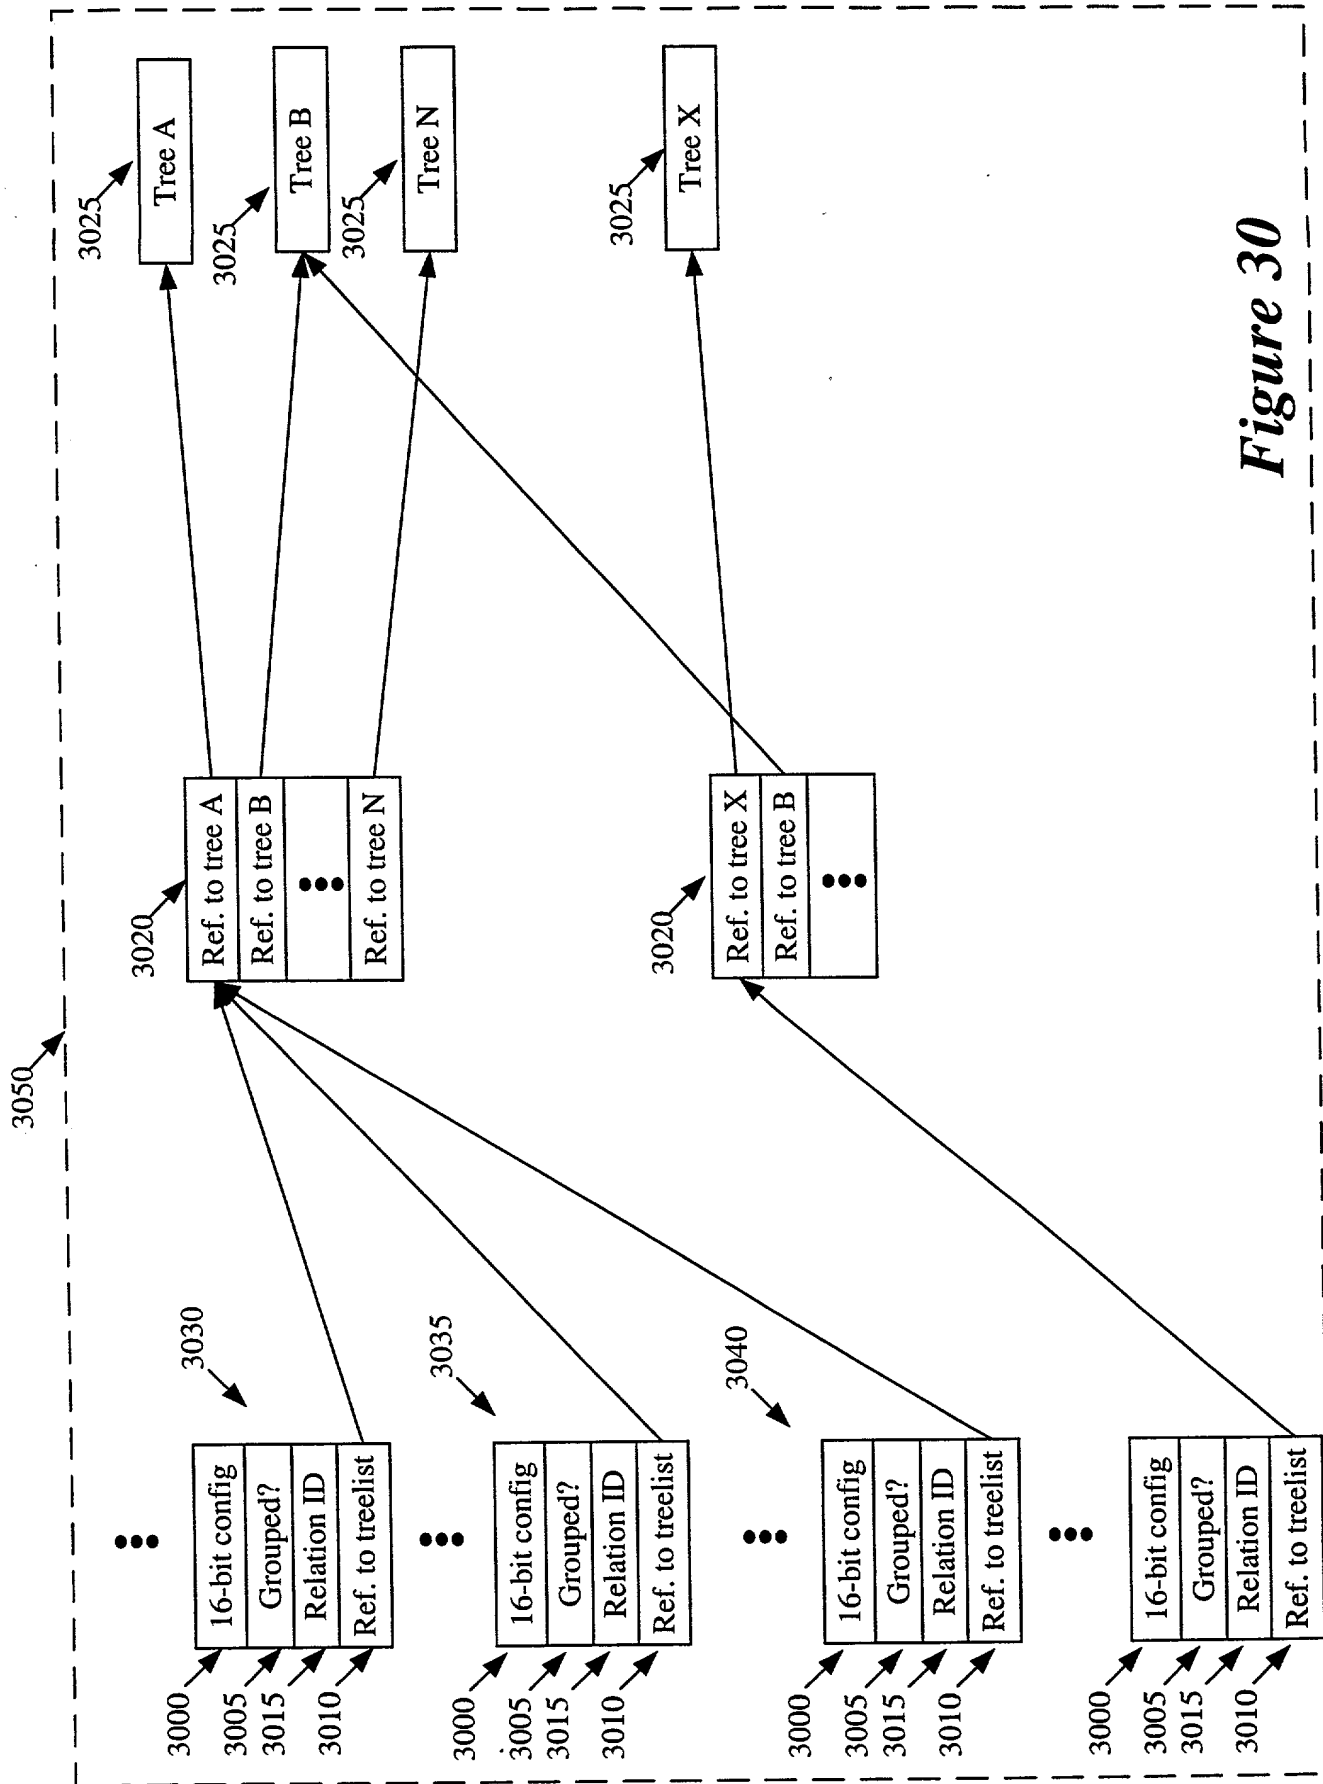 3050
3000
3005
3015
3010
16-bit config
Grouped?
Relation ID
Ref. to treelist
3030
3000
3005
3015
3010
16-bit config
Grouped?
Relation ID
Ref. to treelist
3035
3000
3005
3015
3010
16-bit config
Grouped?
Relation ID
Ref. to treelist
3040
3000
3005
3015
3010
16-bit config
Grouped?
Relation ID
Ref. to treelist
3020
Ref. to tree A
Ref. to tree B
Ref. to tree N
3020
Ref. to tree X
Ref. to tree B
3025
Tree A
3025
Tree B
3025
Tree N
3025
Tree X
Figure 30